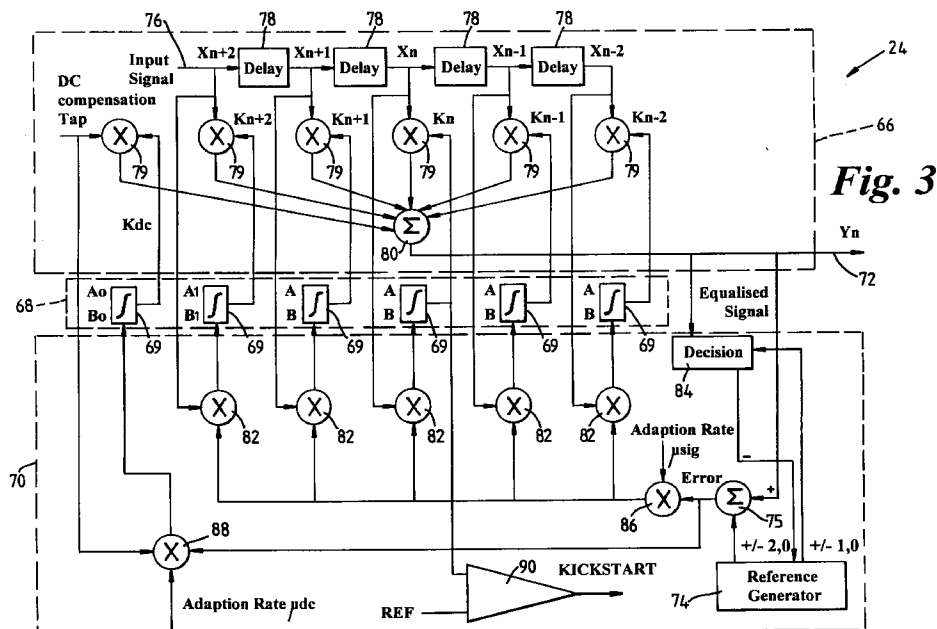 76
78
78
78
78
Xn+2
Xn+1
Xn
Xn-1
Xn-2
24
Input
Signal
Delay
Delay
Delay
Delay
DC
compensation
Tap
Kn+2
Kn+1
Kn
Kn-1
Kn-2
X
X
X
X
X
X
66
79
79
79
79
79
79
Fig. 3
Kdc
Σ
80
Yn
72
68
Ao
Bo
∫
A1
B1
∫
A
B
∫
A
B
∫
A
B
∫
A
B
∫
69
69
69
69
69
69
Equalised
Signal
Decision
84
X
X
X
X
X
82
82
82
82
82
Adaption Rate
μsig
70
Error
−
+
X
Σ
86
75
88
X
+/- 2,0
+/- 1,0
90
KICKSTART
Reference
Generator
74
REF
Adaption Rate μdc